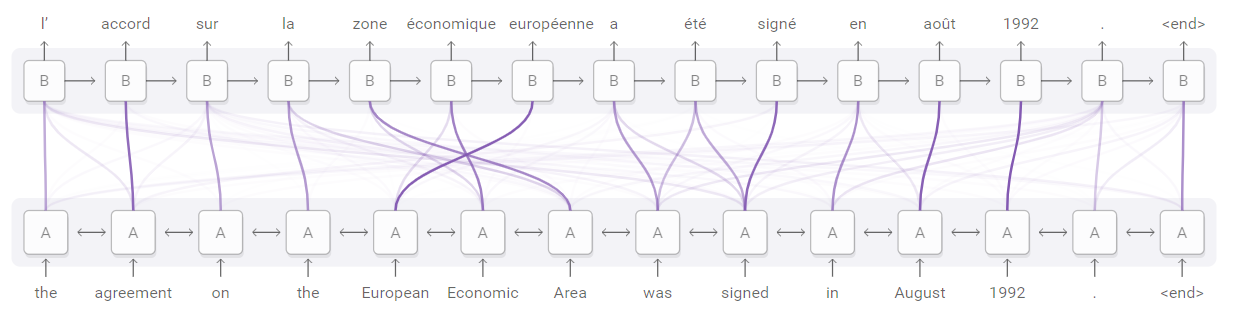 l’ accord sur la zone économique européenne a été signé en août 1992 . <end>
B B B B B B B B B B B B B B B
A A A A A A A A A A A A A A
the agreement on the European Economic Area was signed in August 1992 . <end>